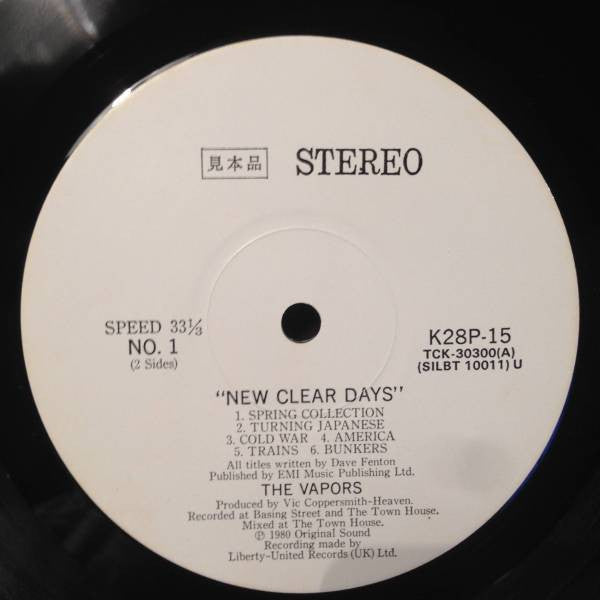 見本品 STEREO
SPEED 33⅓
NO. 1
(2 Sides)
K28P-15
TCK-30300(A)
(SILBT 10011) U
"NEW CLEAR DAYS"
1. SPRING COLLECTION
2. TURNING JAPANESE
3. COLD WAR 4. AMERICA
5. TRAINS 6. BUNKERS
All titles written by Dave Fenton
Published by EMI Music Publishing Ltd.
THE VAPORS
Produced by Vic Coppersmith-Heaven.
Recorded at Basing Street and The Town House.
Mixed at The Town House.
℗ 1980 Original Sound
Recording made by
Liberty-United Records (UK) Ltd.